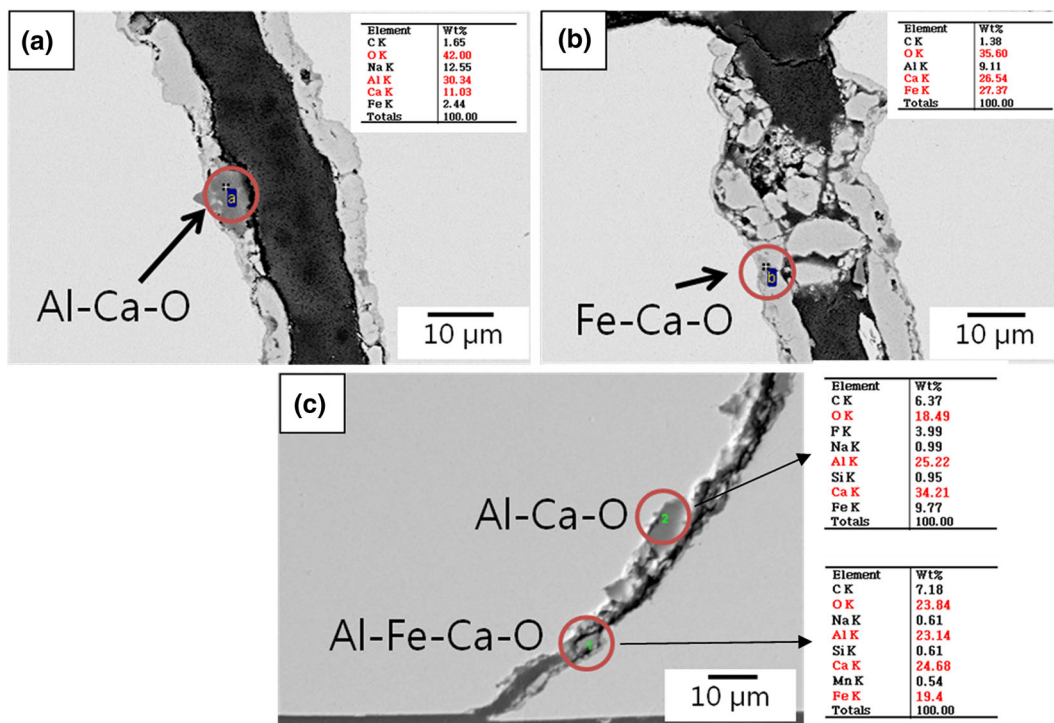 (a)
Element Wt%
C K 1.65
O K 42.00
Na K 12.55
Al K 30.34
Ca K 11.03
Fe K 2.44
Totals 100.00
a
Al-Ca-O
10 µm
(b)
Element Wt%
C K 1.38
O K 35.60
Al K 9.11
Ca K 26.54
Fe K 27.37
Totals 100.00
b
Fe-Ca-O
10 µm
(c)
Element Wt%
C K 6.37
O K 18.49
F K 3.99
Na K 0.99
Al K 25.22
Si K 0.95
Ca K 34.21
Fe K 9.77
Totals 100.00
Al-Ca-O
2
Element Wt%
C K 7.18
O K 23.84
Na K 0.61
Al K 23.14
Si K 0.61
Ca K 24.68
Mn K 0.54
Fe K 19.4
Totals 100.00
Al-Fe-Ca-O
10 µm